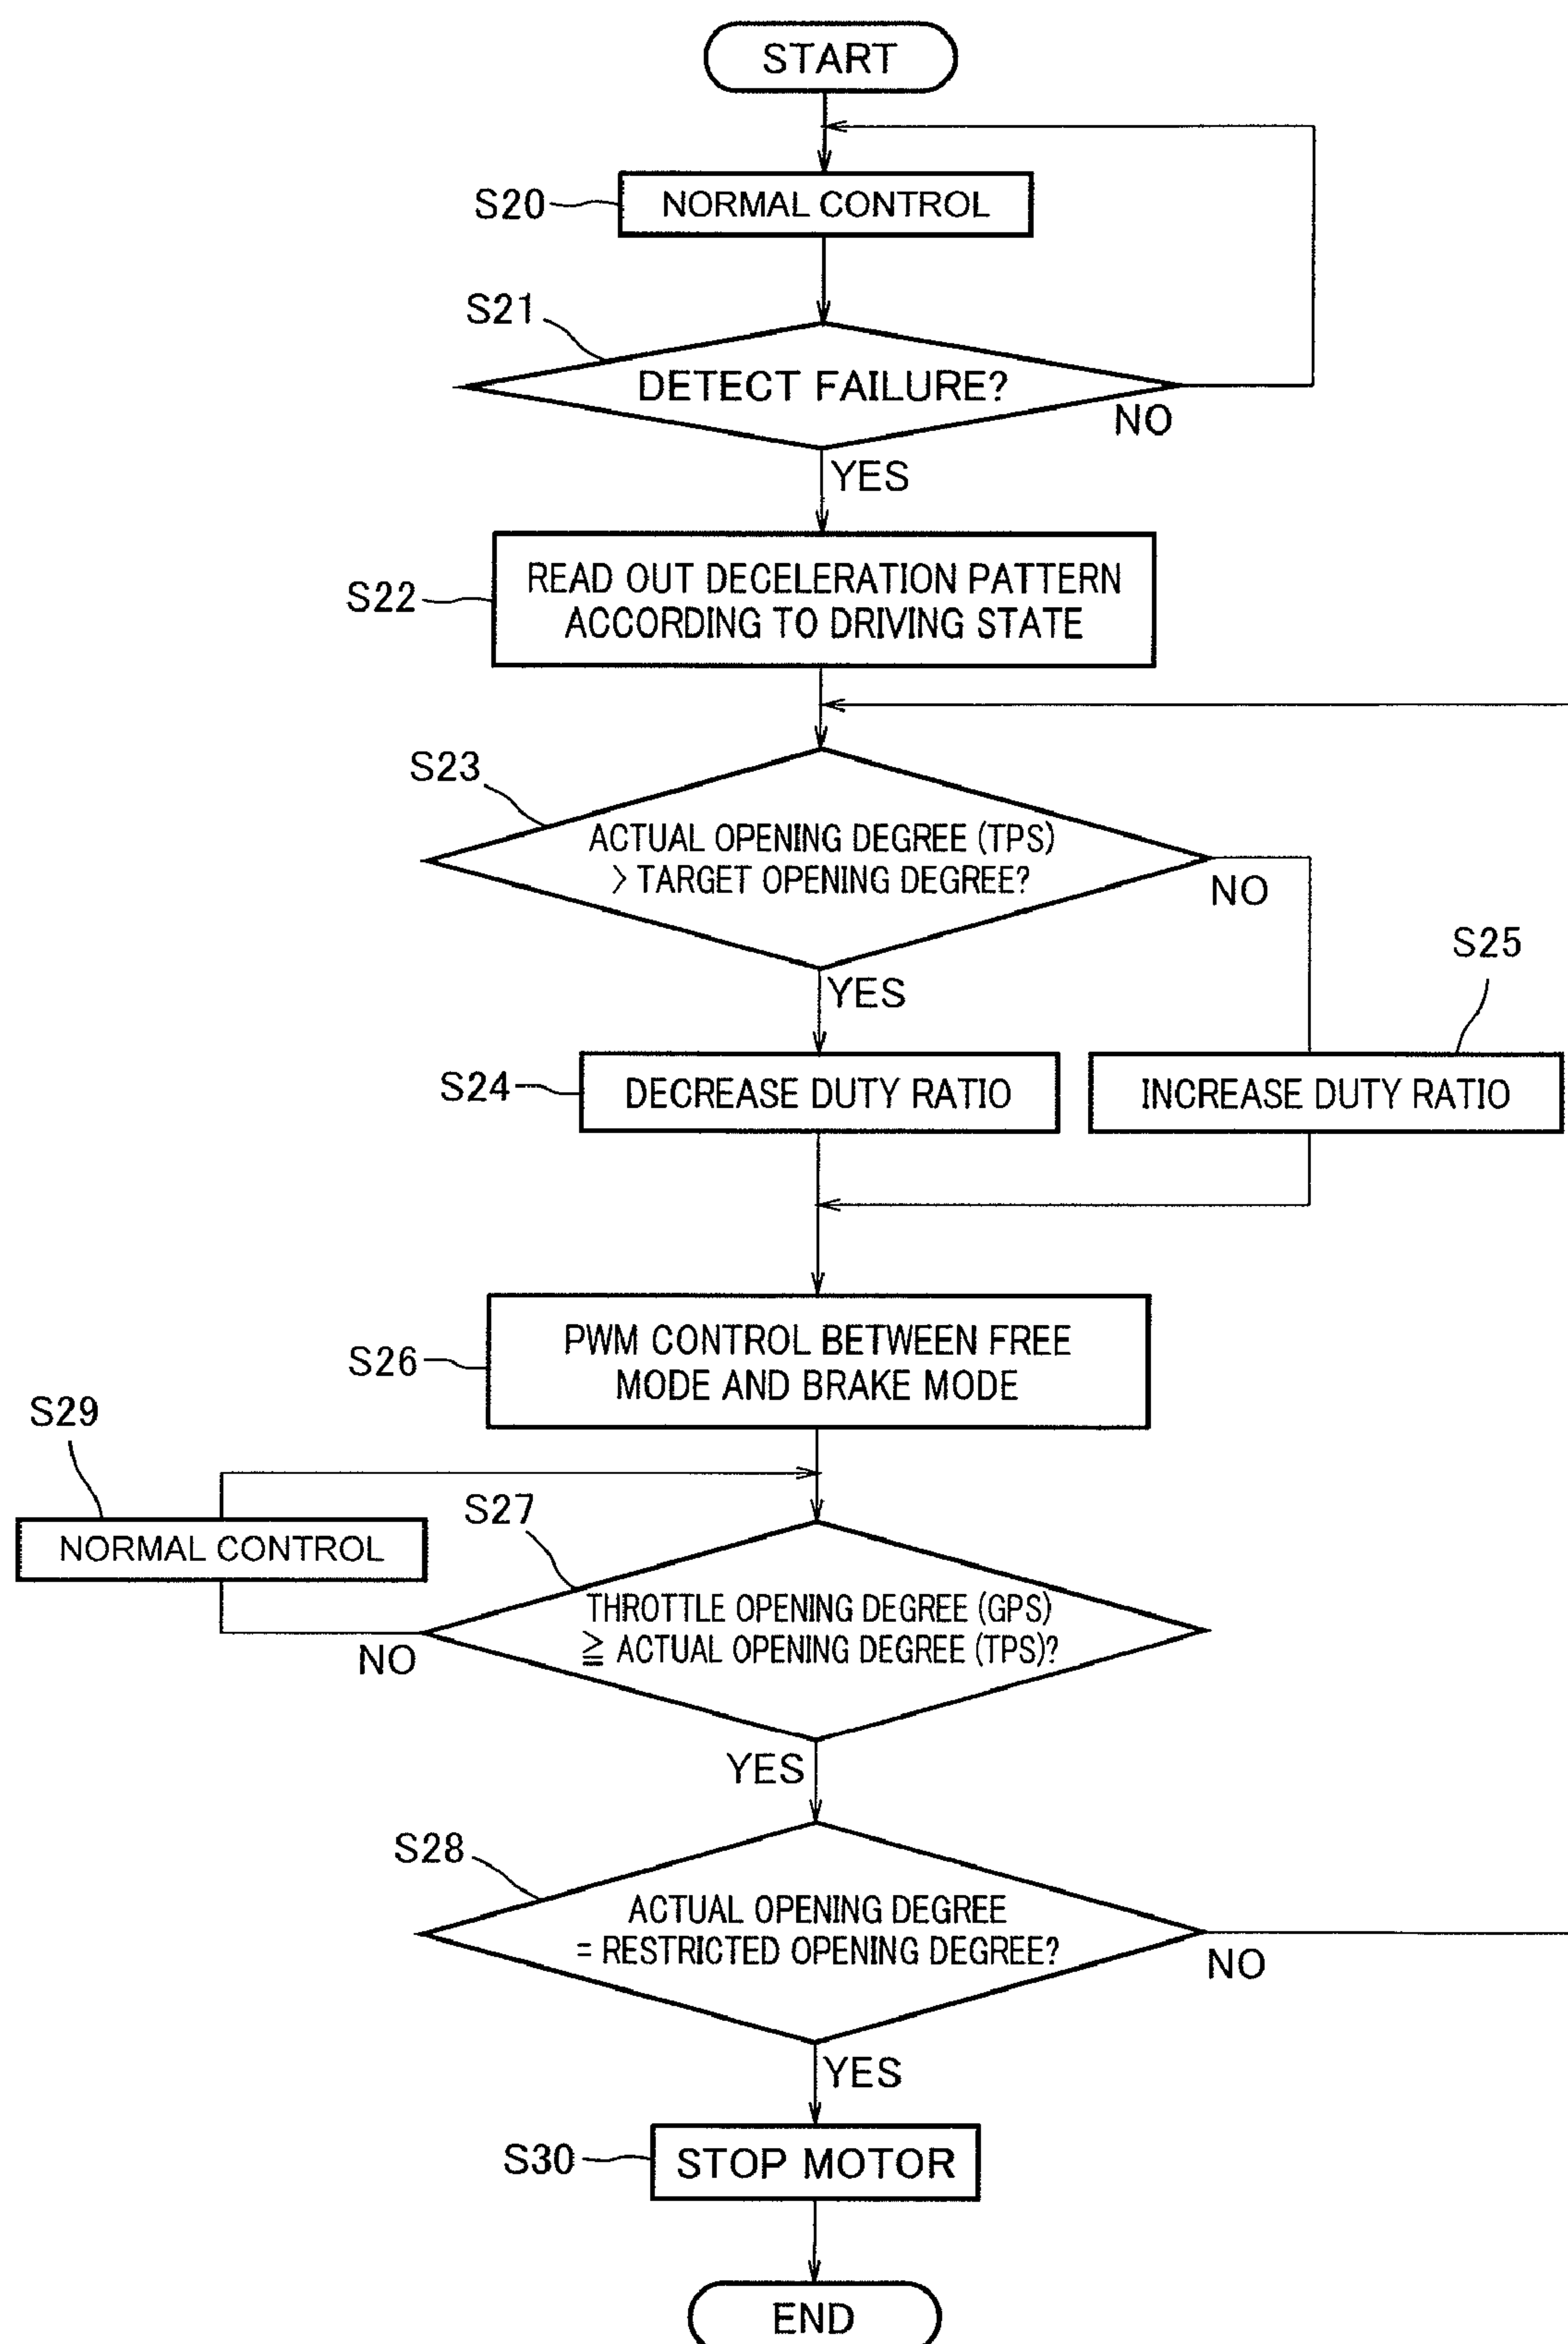 START
S20
NORMAL CONTROL
S21
DETECT FAILURE?
NO
YES
S22
READ OUT DECELERATION PATTERN
ACCORDING TO DRIVING STATE
S23
ACTUAL OPENING DEGREE (TPS)
> TARGET OPENING DEGREE?
NO
S25
YES
S24
DECREASE DUTY RATIO
INCREASE DUTY RATIO
S26
PWM CONTROL BETWEEN FREE
MODE AND BRAKE MODE
S29
NORMAL CONTROL
S27
THROTTLE OPENING DEGREE (GPS)
≧ ACTUAL OPENING DEGREE (TPS)?
NO
YES
S28
ACTUAL OPENING DEGREE
= RESTRICTED OPENING DEGREE?
NO
YES
S30
STOP MOTOR
END